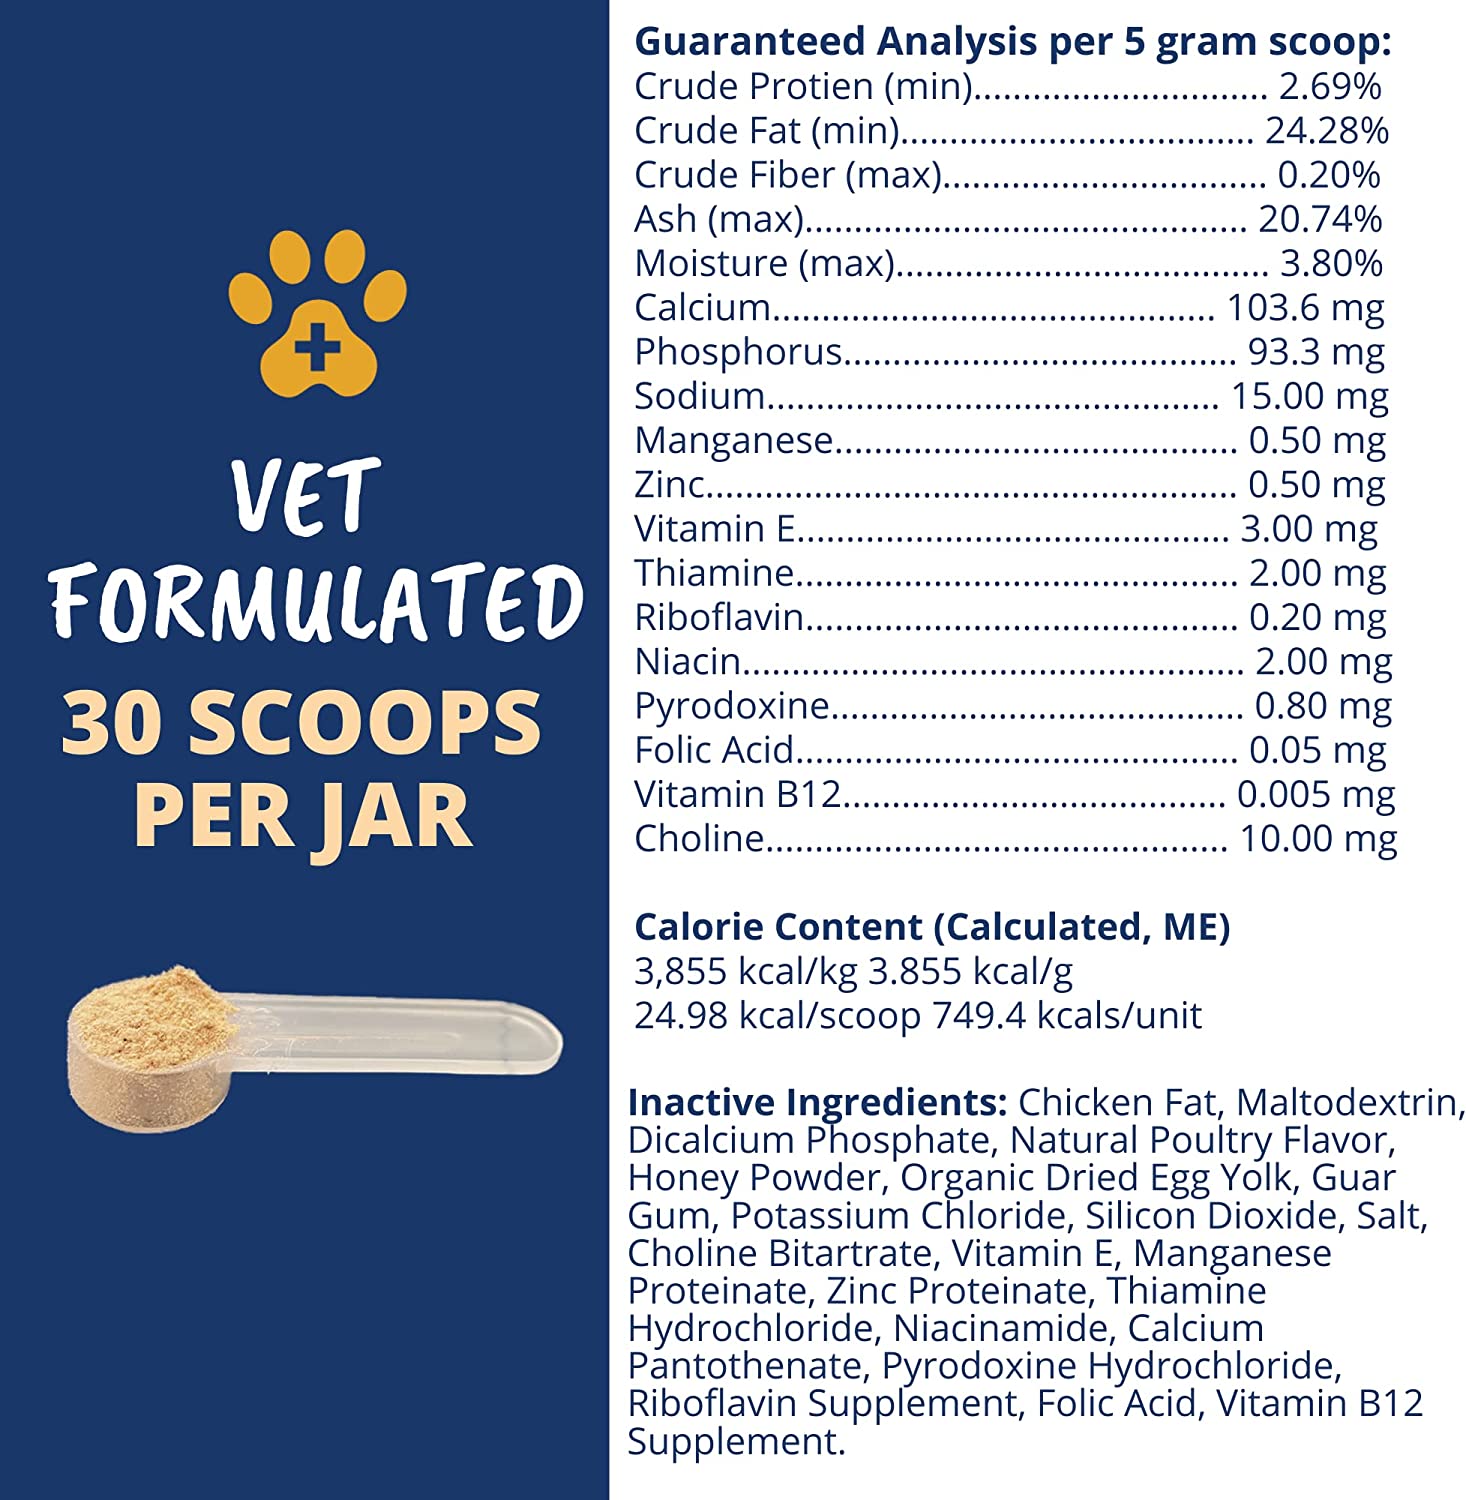 VET
FORMULATED
30 SCOOPS
PER JAR
Guaranteed Analysis per 5 gram scoop:
Crude Protien (min).............................. 2.69%
Crude Fat (min).................................... 24.28%
Crude Fiber (max)................................. 0.20%
Ash (max)............................................. 20.74%
Moisture (max)...................................... 3.80%
Calcium............................................. 103.6 mg
Phosphorus........................................ 93.3 mg
Sodium.............................................. 15.00 mg
Manganese......................................... 0.50 mg
Zinc...................................................... 0.50 mg
Vitamin E............................................ 3.00 mg
Thiamine............................................. 2.00 mg
Riboflavin............................................ 0.20 mg
Niacin................................................... 2.00 mg
Pyrodoxine.......................................... 0.80 mg
Folic Acid............................................. 0.05 mg
Vitamin B12....................................... 0.005 mg
Choline............................................... 10.00 mg
Calorie Content (Calculated, ME)
3,855 kcal/kg 3.855 kcal/g
24.98 kcal/scoop 749.4 kcals/unit
Inactive Ingredients: Chicken Fat, Maltodextrin,
Dicalcium Phosphate, Natural Poultry Flavor,
Honey Powder, Organic Dried Egg Yolk, Guar
Gum, Potassium Chloride, Silicon Dioxide, Salt,
Choline Bitartrate, Vitamin E, Manganese
Proteinate, Zinc Proteinate, Thiamine
Hydrochloride, Niacinamide, Calcium
Pantothenate, Pyrodoxine Hydrochloride,
Riboflavin Supplement, Folic Acid, Vitamin B12
Supplement.